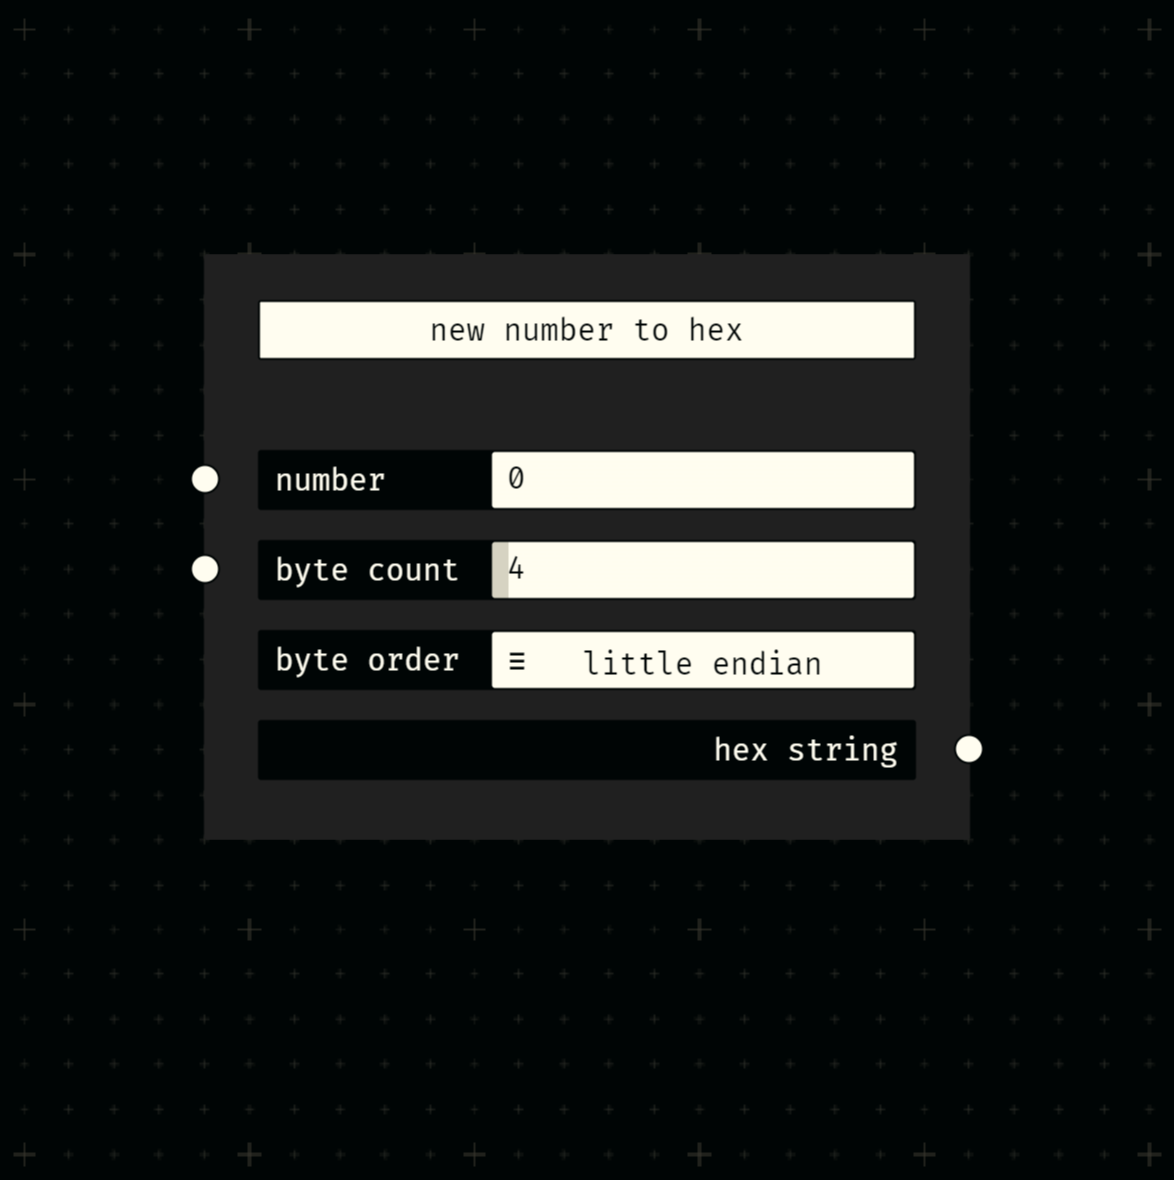 new number to hex
number 0
byte count 4
byte order ≡ little endian
hex string